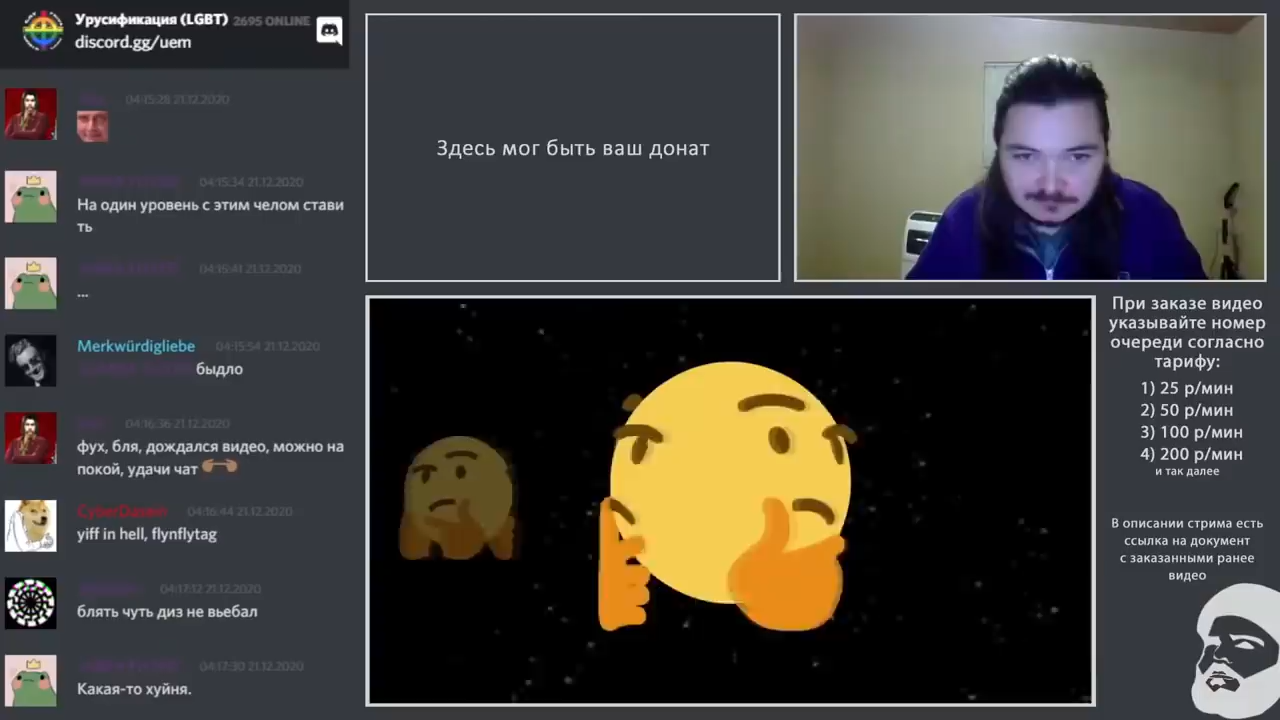 Урусификация (LGBT) 2695 ONLINE
discord.gg/uem
04:15:28 21.12.2020
04:15:34 21.12.2020
На один уровень с этим челом стави
ть
04:15:41 21.12.2020
...
Merkwürdigliebe 04:15:54 21.12.2020
быдло
04:16:36 21.12.2020
фух, бля, дождался видео, можно на
покой, удачи чат
04:16:44 21.12.2020
yiff in hell, flynflytag
04:17:12 21.12.2020
блять чуть диз не вьебал
04:17:30 21.12.2020
Какая-то хуйня.
Здесь мог быть ваш донат
При заказе видео
указывайте номер
очереди согласно
тарифу:
1) 25 р/мин
2) 50 р/мин
3) 100 р/мин
4) 200 р/мин
и так далее
В описании стрима есть
ссылка на документ
с заказанными ранее
видео